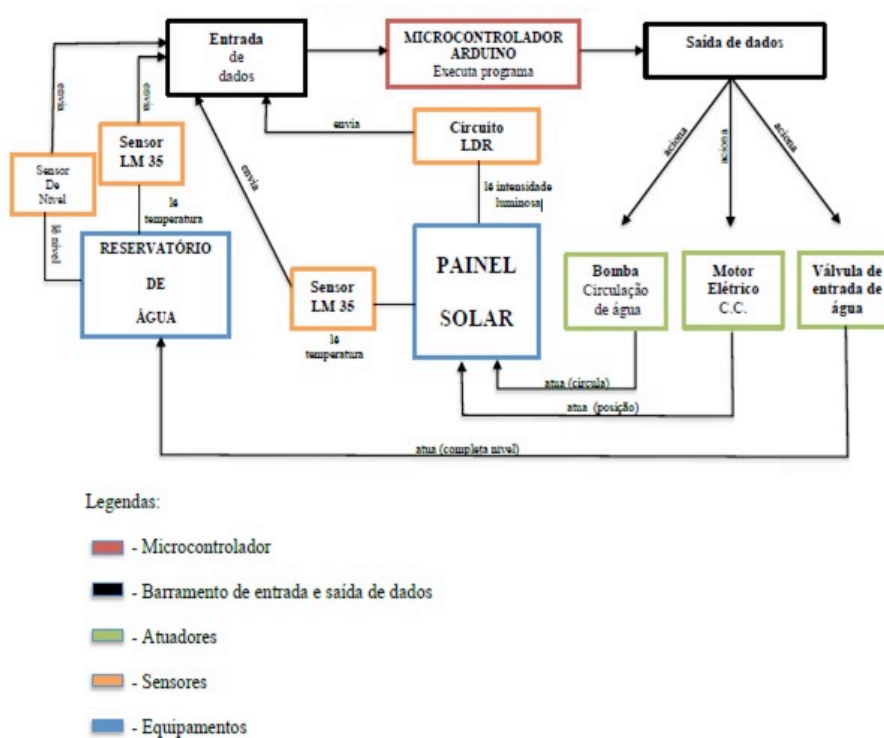 Entrada
de
dados
MICROCONTROLADOR
ARDUINO
Executa programa
Saída de dados
envia
envia
envia
envia
aciona
aciona
aciona
Sensor
De
Nível
Sensor
LM 35
Circuito
LDR
lê nível
lê
temperatura
lê intensidade
luminosa
RESERVATÓRIO
DE
ÁGUA
Sensor
LM 35
lê
temperatura
PAINEL
SOLAR
Bomba
Circulação
de água
Motor
Elétrico
C.C.
Válvula de
entrada de
água
atua (circula)
atua (posição)
atua (completa nível)
Legendas:
- Microcontrolador
- Barramento de entrada e saída de dados
- Atuadores
- Sensores
- Equipamentos